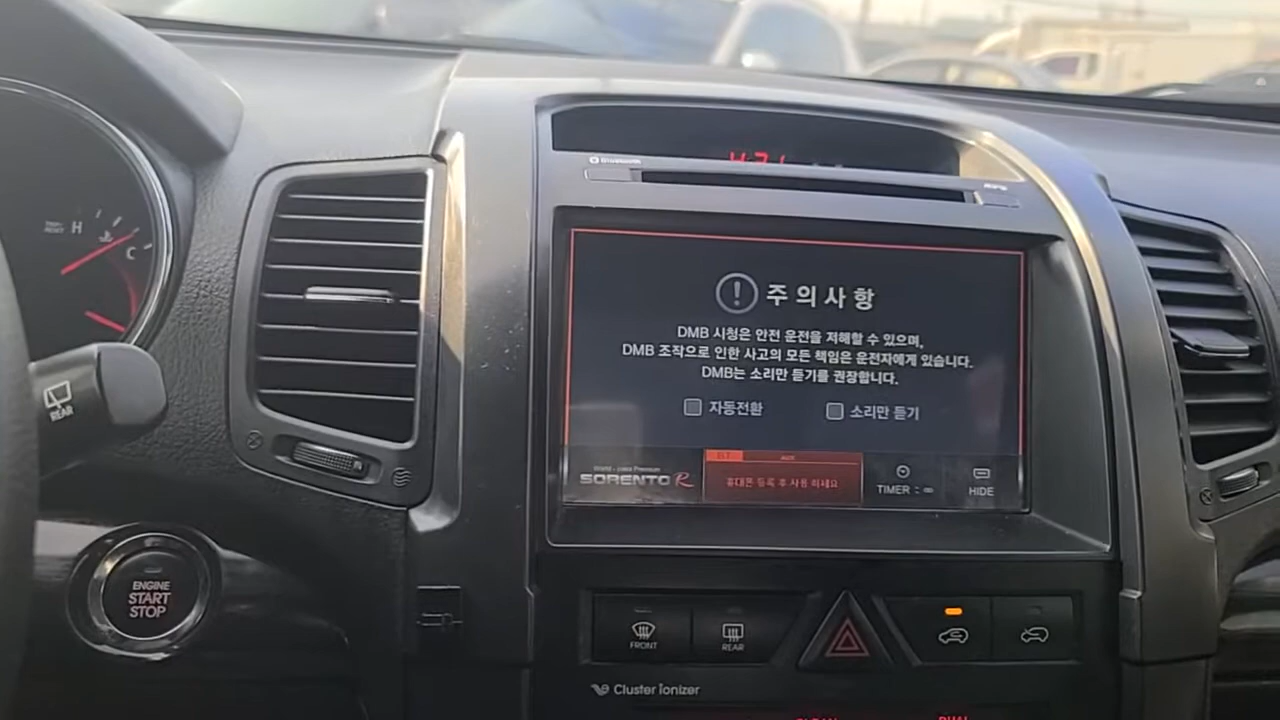 H
C
REAR
ENGINE
START
STOP
Bluetooth
주의사항
DMB 시청은 안전 운전을 저해할 수 있으며,
DMB 조작으로 인한 사고의 모든 책임은 운전자에게 있습니다.
DMB는 소리만 듣기를 권장합니다.
자동전환
소리만 듣기
SORENTO R
BT
AUX
휴대폰 등록 후 사용 하세요
TIMER :
HIDE
FRONT
REAR
Cluster ionizer